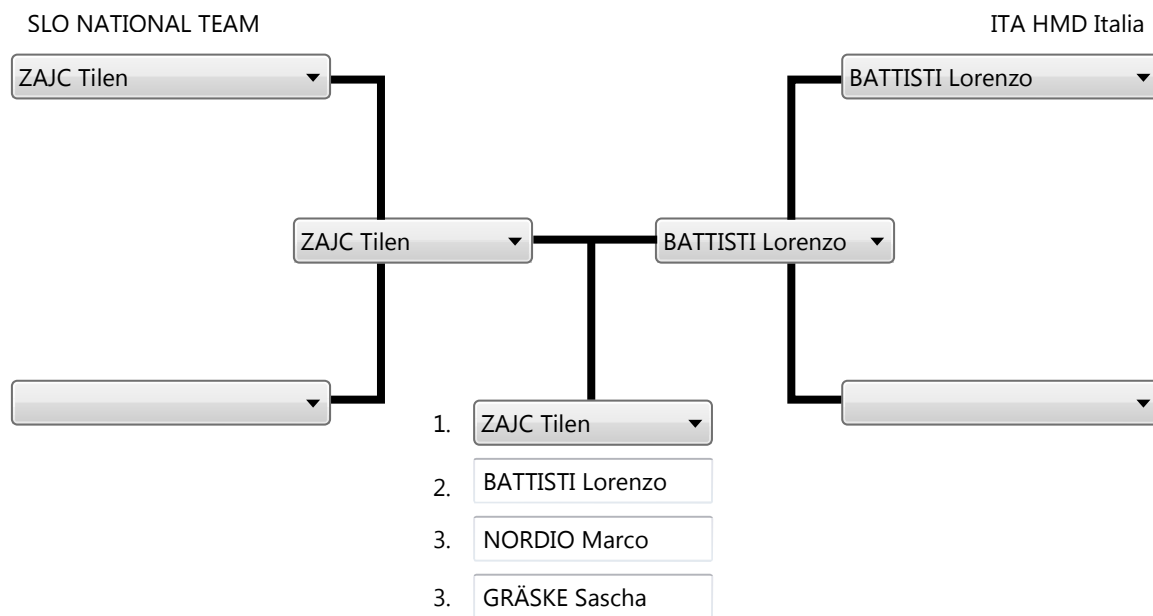 SLO NATIONAL TEAM
ITA HMD Italia
ZAJC Tilen
BATTISTI Lorenzo
ZAJC Tilen
BATTISTI Lorenzo
1. ZAJC Tilen
2. BATTISTI Lorenzo
3. NORDIO Marco
3. GRÄSKE Sascha